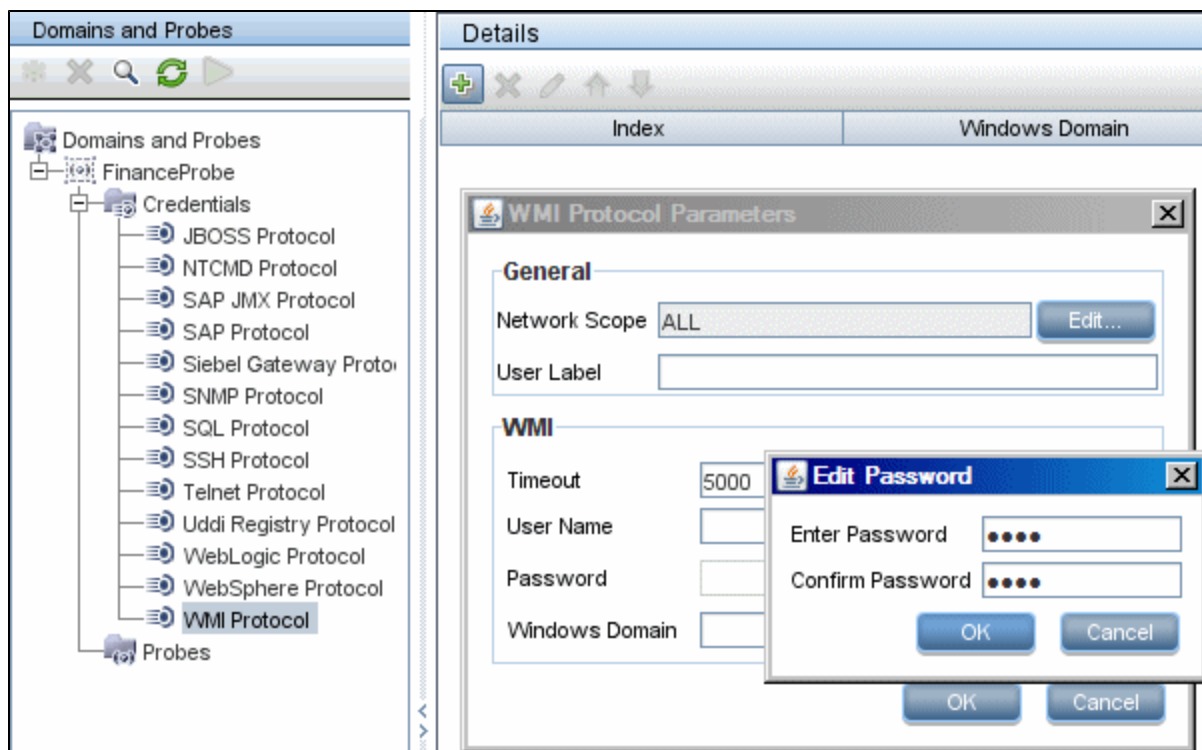 Domains and Probes
Domains and Probes
FinanceProbe
Credentials
JBOSS Protocol
NTCMD Protocol
SAP JMX Protocol
SAP Protocol
Siebel Gateway Proto
SNMP Protocol
SQL Protocol
SSH Protocol
Telnet Protocol
Uddi Registry Protocol
WebLogic Protocol
WebSphere Protocol
WMI Protocol
Probes
Details
Index Windows Domain
WMI Protocol Parameters
General
Network Scope ALL Edit...
User Label
WMI
Timeout 5000
User Name
Password
Windows Domain
OK Cancel
Edit Password
Enter Password ●●●●
Confirm Password ●●●●
OK Cancel